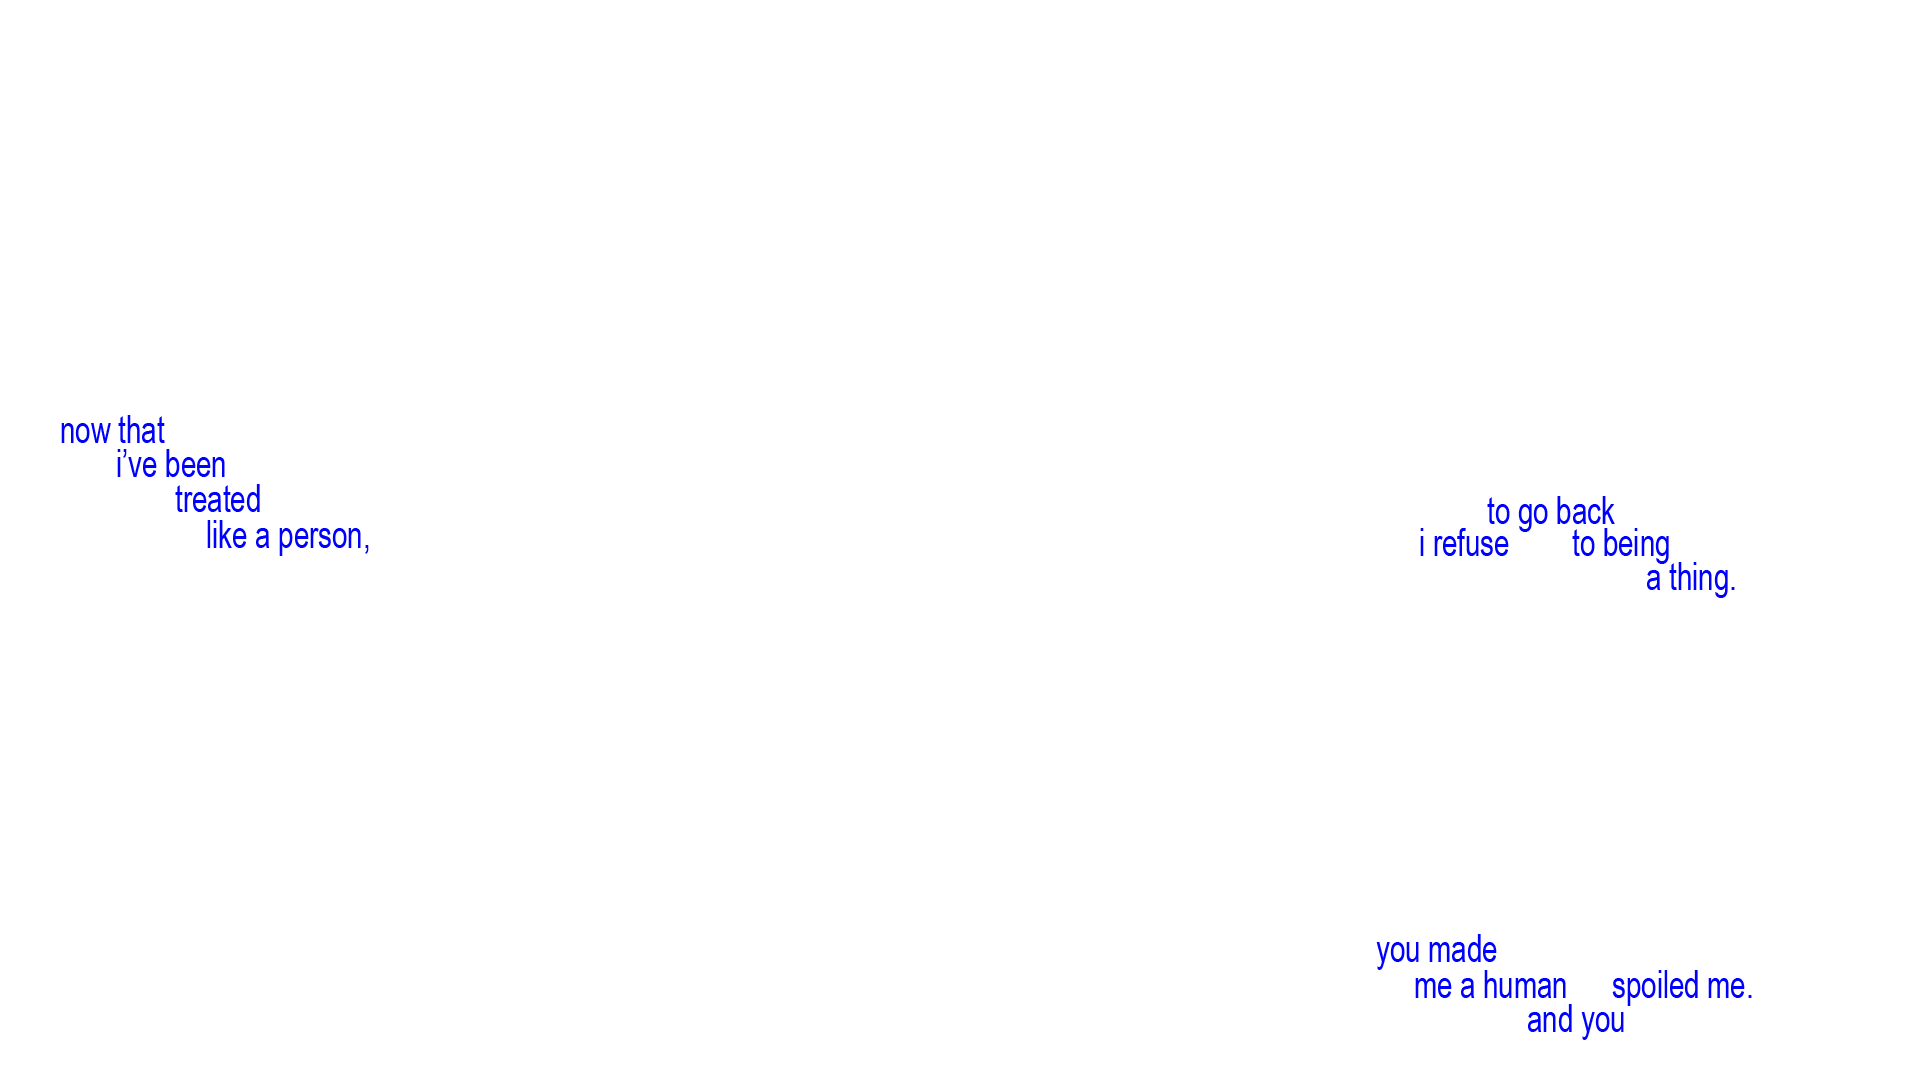 now that
i’ve been
treated
like a person,
to go back
i refuse to being
a thing.
you made
me a human spoiled me.
and you